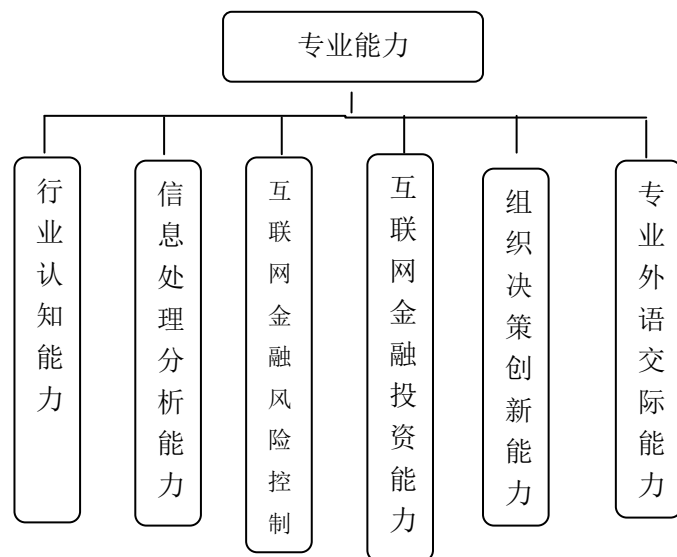 专业能力
行业认知能力
信息处理分析能力
互联网金融风险控制
互联网金融投资能力
组织决策创新能力
专业外语交际能力